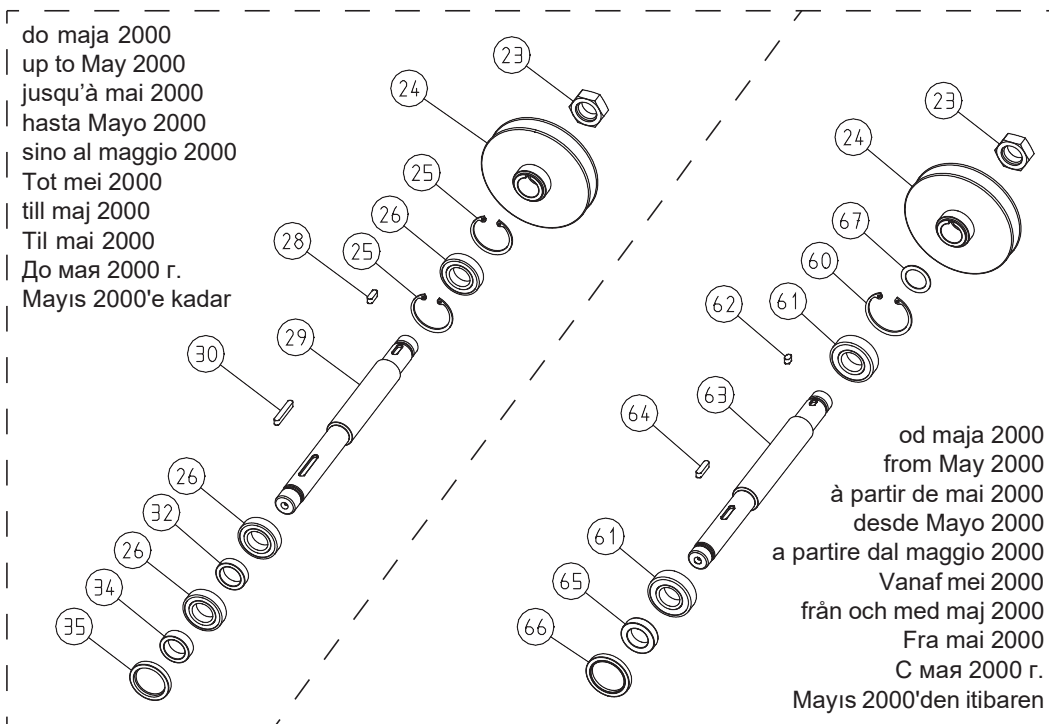 do maja 2000
up to May 2000
jusqu'à mai 2000
hasta Mayo 2000
sino al maggio 2000
Tot mei 2000
till maj 2000
Til mai 2000
До мая 2000 г.
Mayıs 2000'e kadar
23
24
25
26
28
25
29
30
26
32
26
34
35
23
24
67
60
61
62
63
64
61
65
66
od maja 2000
from May 2000
à partir de mai 2000
desde Mayo 2000
a partire dal maggio 2000
Vanaf mei 2000
från och med maj 2000
Fra mai 2000
С мая 2000 г.
Mayıs 2000'den itibaren